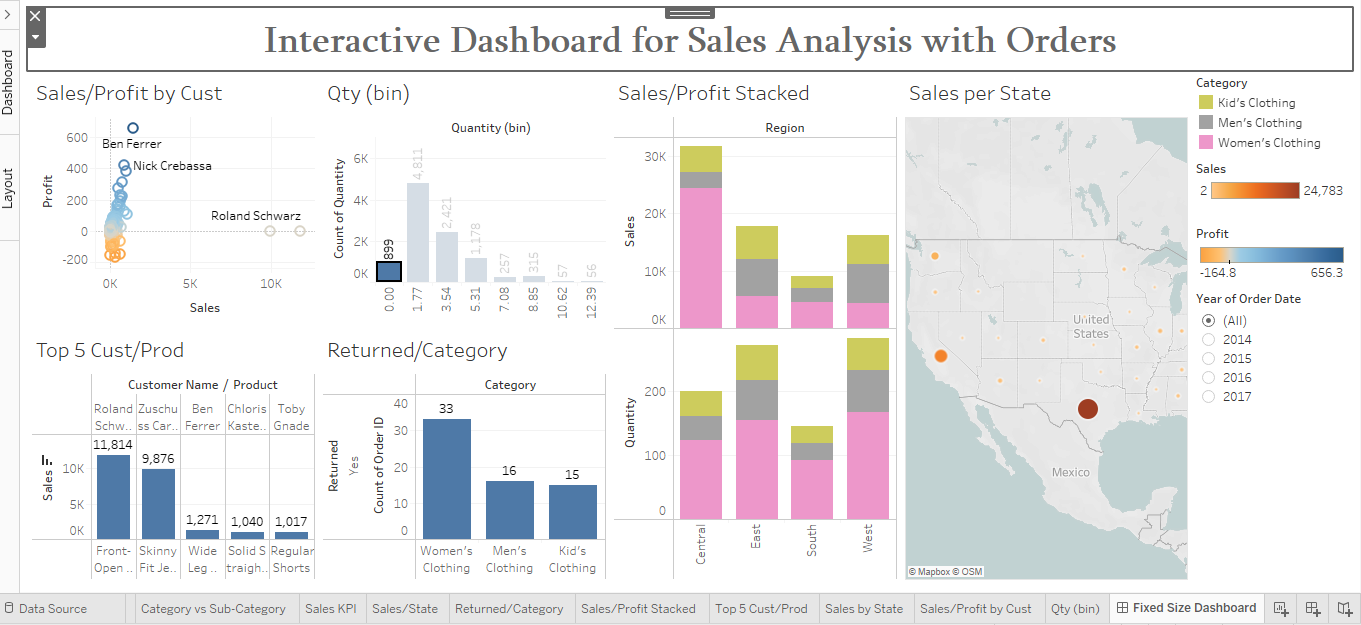 Interactive Dashboard for Sales Analysis with Orders
Dashboard
Layout
Sales/Profit by Cust
600
400
200
0
-200
Profit
Ben Ferrer
Nick Crebassa
Roland Schwarz
0K
5K
10K
Sales
Qty (bin)
Quantity (bin)
Count of Quantity
6K
4K
2K
0K
899
4,811
2,421
1,178
257
315
57
56
0.00
1.77
3.54
5.31
7.08
8.85
10.62
12.39
Sales/Profit Stacked
Region
Sales
30K
20K
10K
0K
Quantity
200
100
0
Central
East
South
West
Sales per State
United
States
Mexico
© Mapbox © OSM
Category
Kid's Clothing
Men's Clothing
Women's Clothing
Sales
2
24,783
Profit
-164.8
656.3
Year of Order Date
(All)
2014
2015
2016
2017
Top 5 Cust/Prod
Customer Name / Product
Roland
Schw..
Zuschu
ss Car..
Ben
Ferrer
Chloris
Kaste..
Toby
Gnade
Sales
10K
5K
0K
11,814
9,876
1,271
1,040
1,017
Front-
Open ..
Skinny
Fit Je..
Wide
Leg ..
Solid S
traigh..
Regular
Shorts
Returned/Category
Category
Returned
Yes
Count of Order ID
40
30
20
10
0
33
16
15
Women's
Clothing
Men's
Clothing
Kid's
Clothing
Data Source
Category vs Sub-Category
Sales KPI
Sales/State
Returned/Category
Sales/Profit Stacked
Top 5 Cust/Prod
Sales by State
Sales/Profit by Cust
Qty (bin)
Fixed Size Dashboard